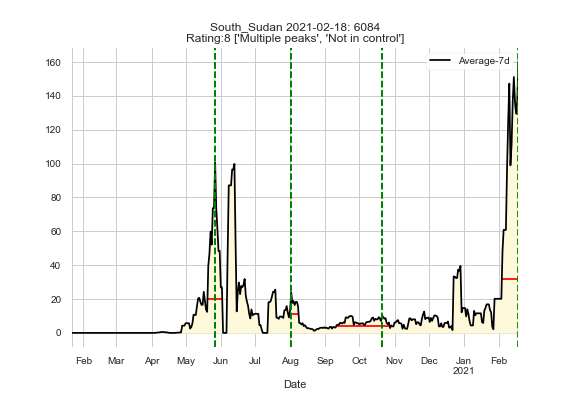 South_Sudan 2021-02-18: 6084
Rating:8 ['Multiple peaks', 'Not in control']
Average-7d
160
140
120
100
80
60
40
20
0
Feb Mar Apr May Jun Jul Aug Sep Oct Nov Dec Jan Feb
2021
Date